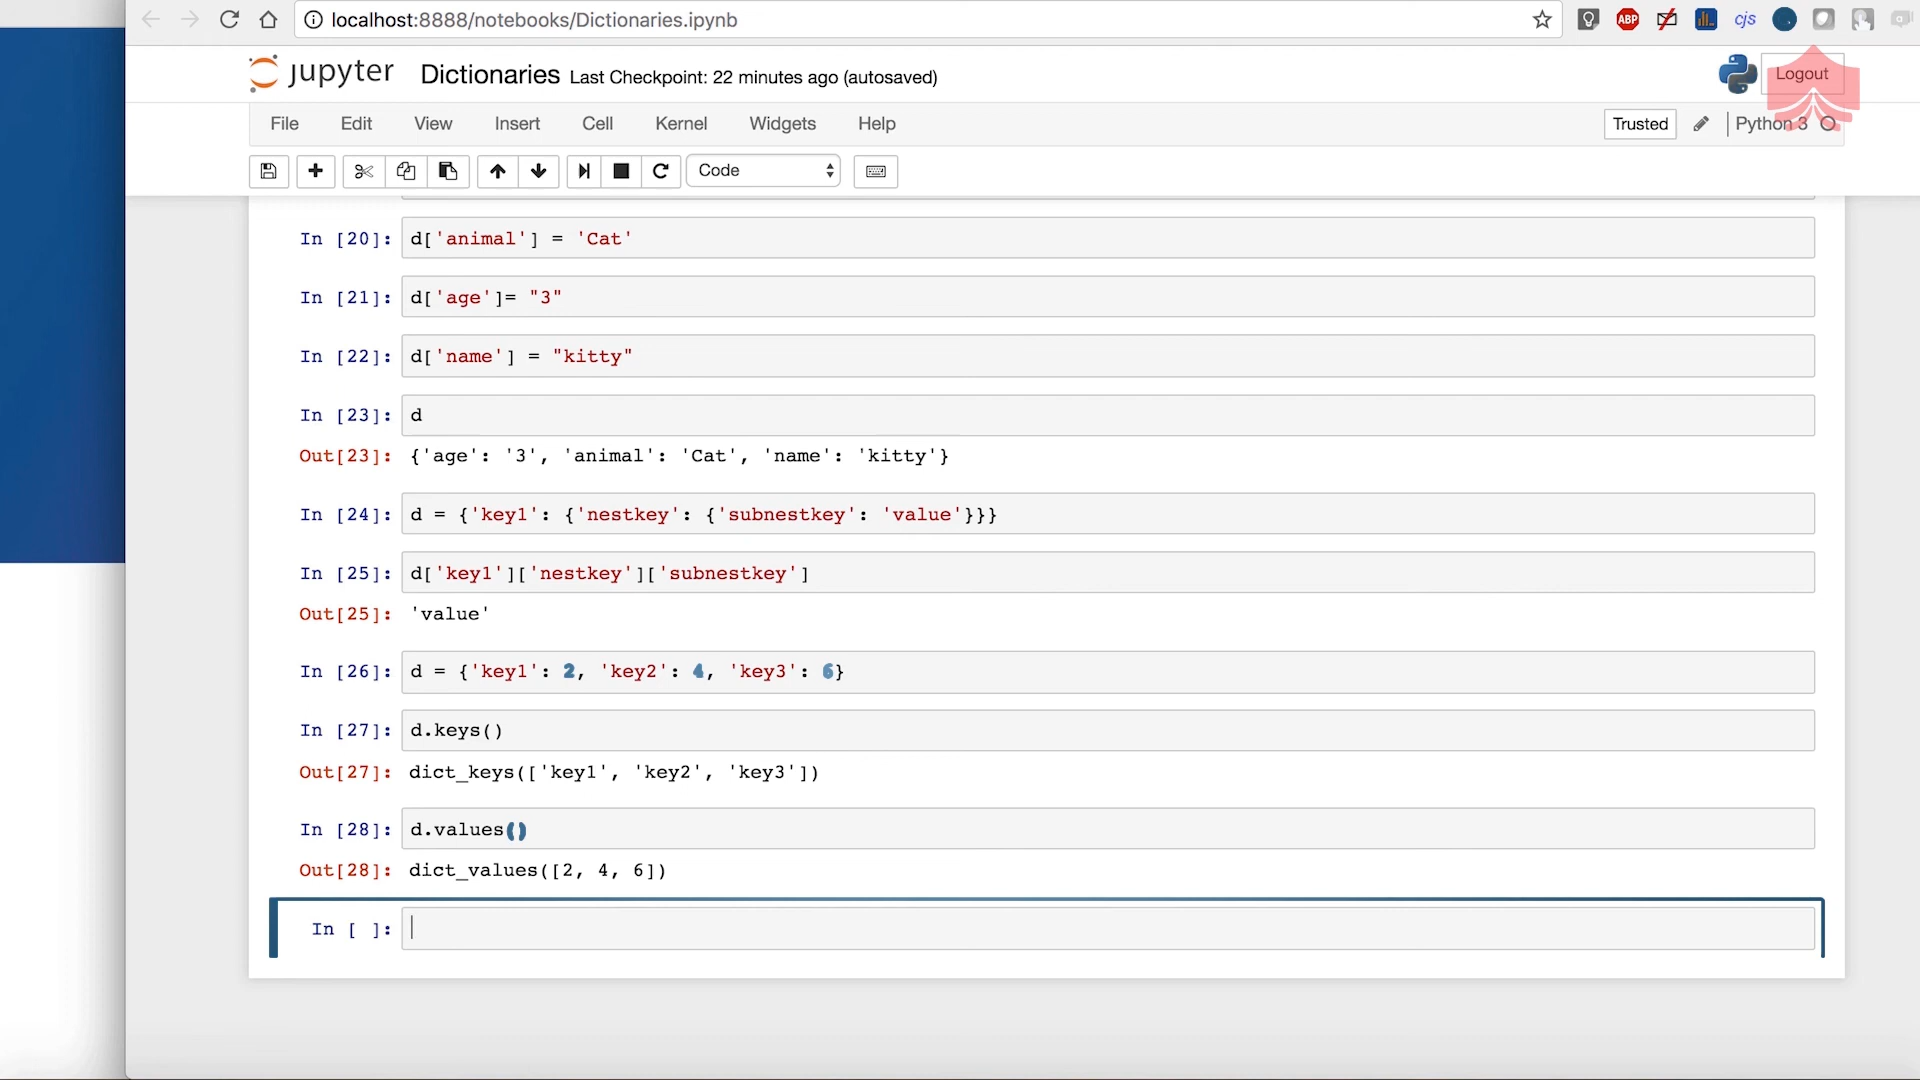 localhost:8888/notebooks/Dictionaries.ipynb
ABP
cjs
jupyter Dictionaries Last Checkpoint: 22 minutes ago (autosaved)
Logout
File Edit View Insert Cell Kernel Widgets Help
Trusted
Python 3
Code
In [20]: d['animal'] = 'Cat'
In [21]: d['age']= "3"
In [22]: d['name'] = "kitty"
In [23]: d
Out[23]: {'age': '3', 'animal': 'Cat', 'name': 'kitty'}
In [24]: d = {'key1': {'nestkey': {'subnestkey': 'value'}}}
In [25]: d['key1']['nestkey']['subnestkey']
Out[25]: 'value'
In [26]: d = {'key1': 2, 'key2': 4, 'key3': 6}
In [27]: d.keys()
Out[27]: dict_keys(['key1', 'key2', 'key3'])
In [28]: d.values()
Out[28]: dict_values([2, 4, 6])
In [ ]: